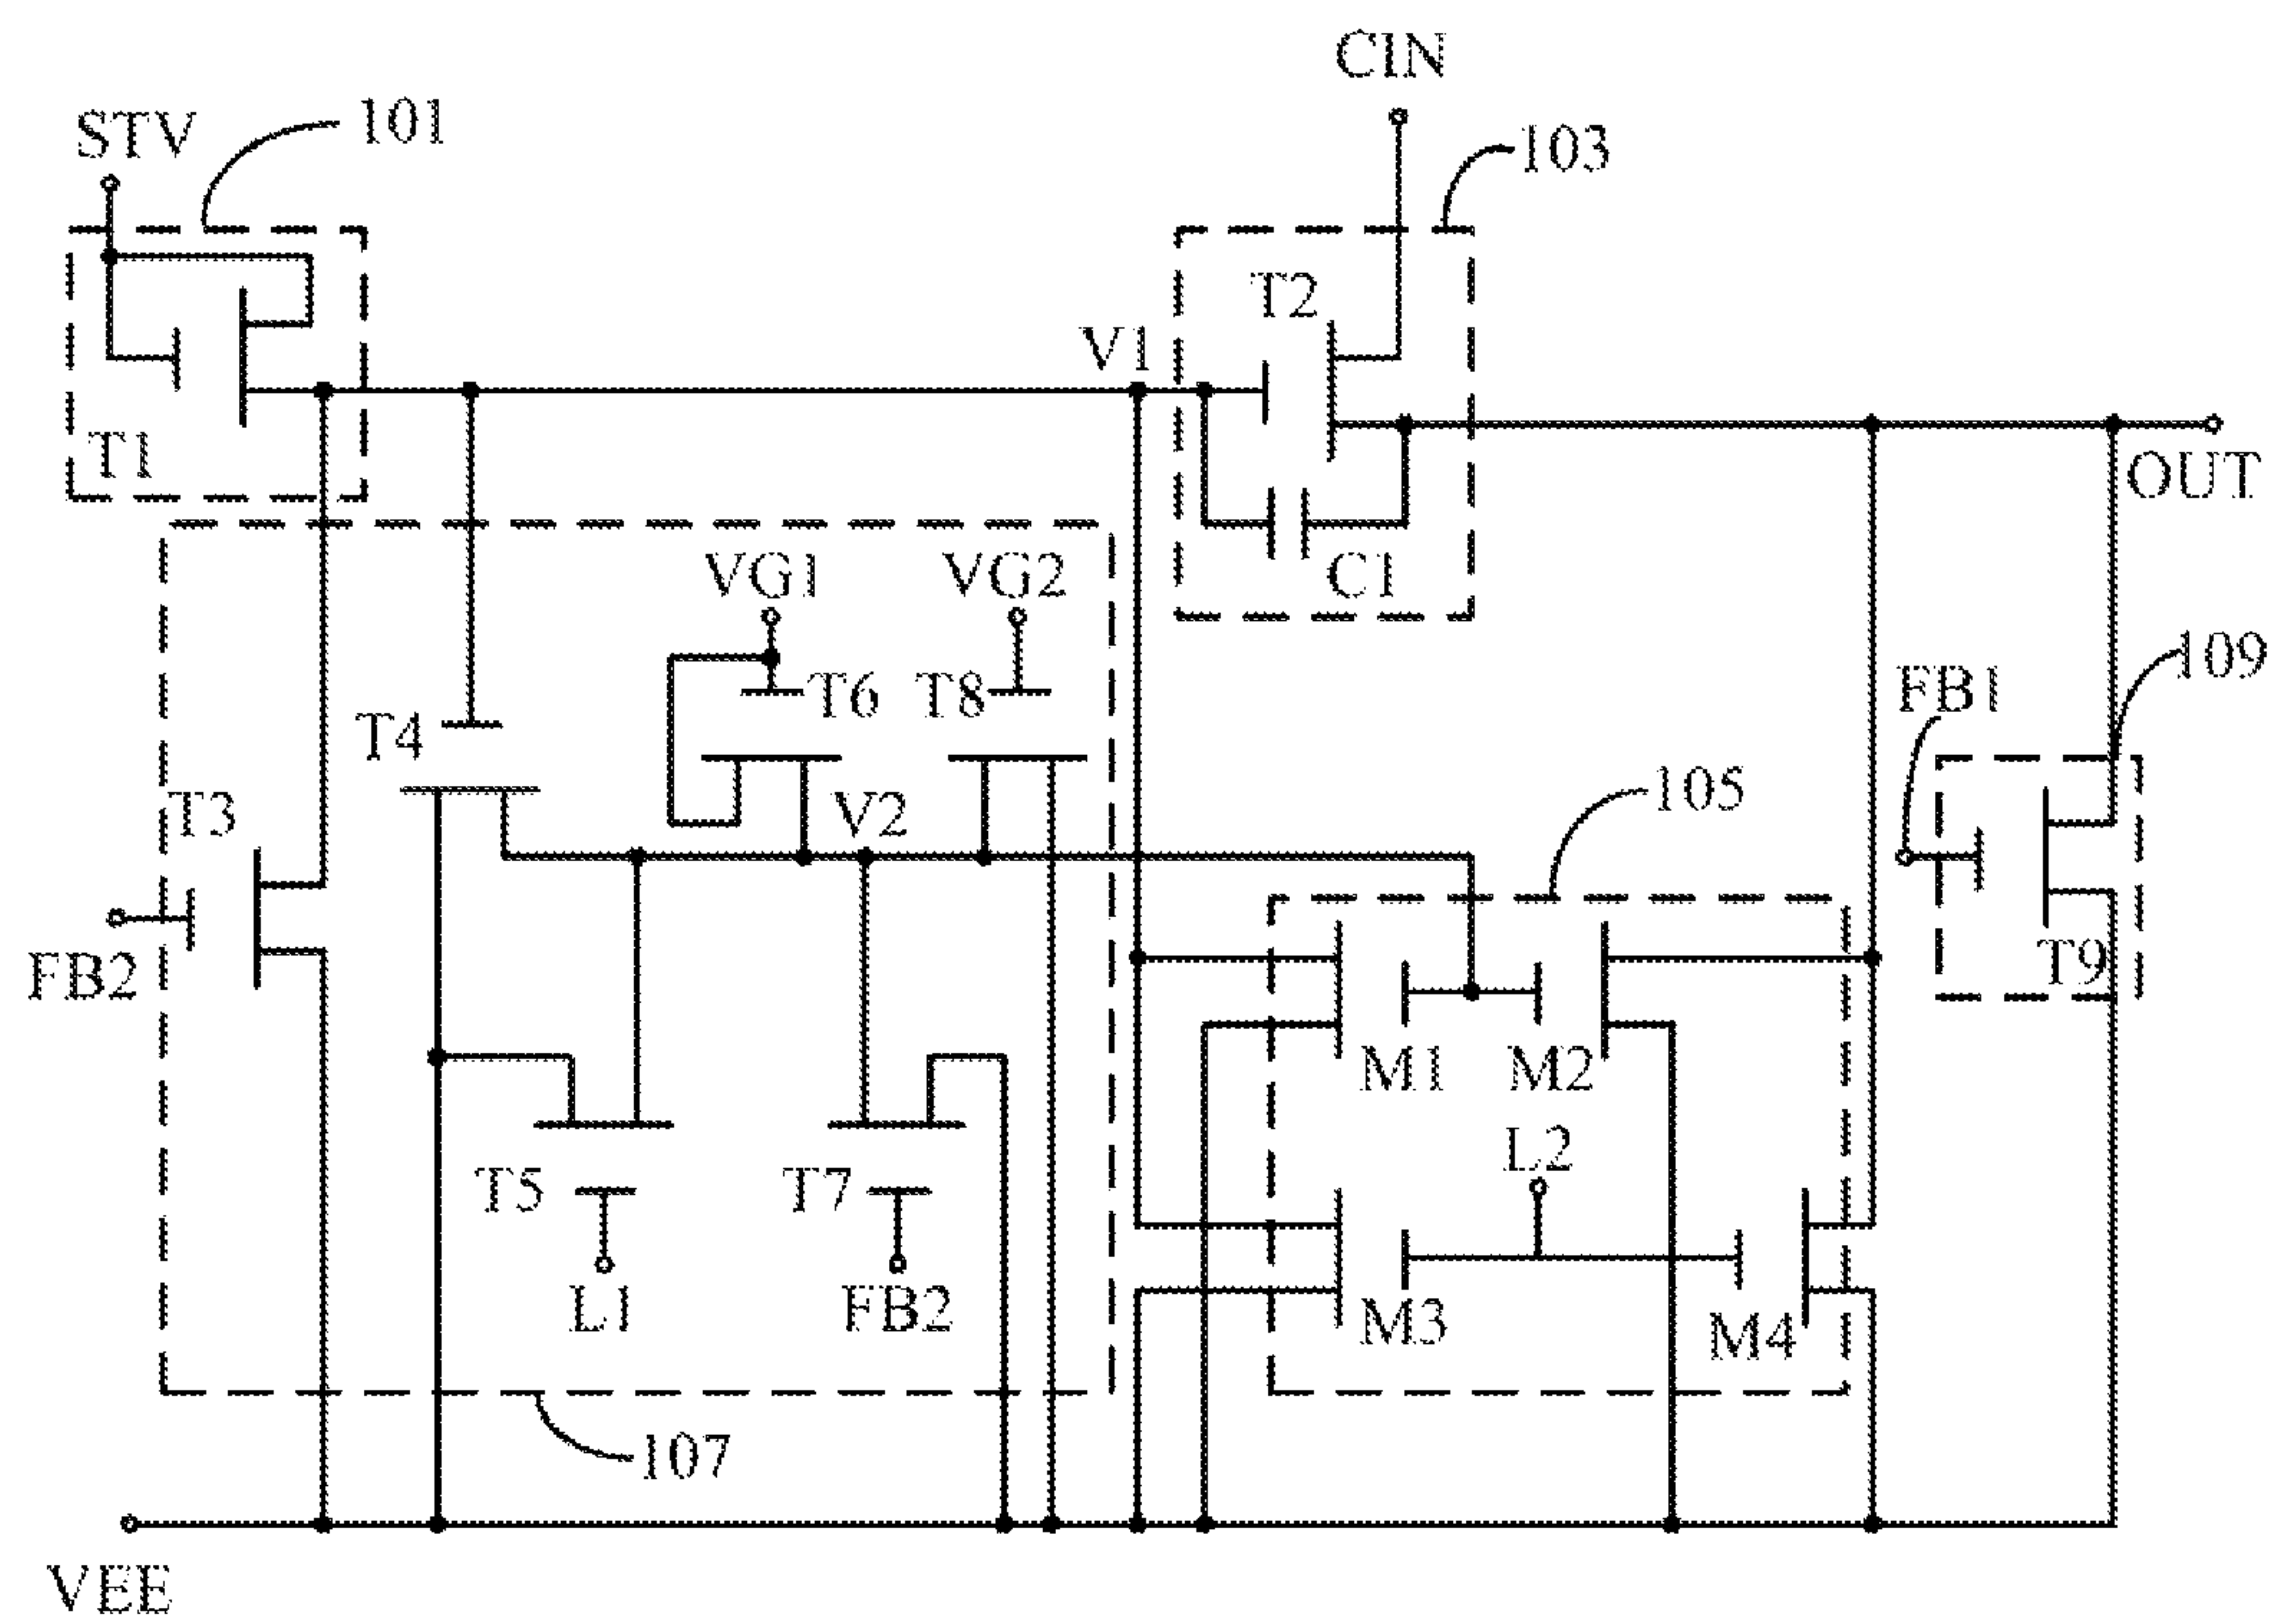 CIN
STV
101
103
T2
V1
T1
OUT
C1
VG1
VG2
109
FB1
T6
T8
T4
105
T3
V2
T9
FB2
M1
M2
L2
T5
T7
L1
FB2
M3
M4
107
VEE